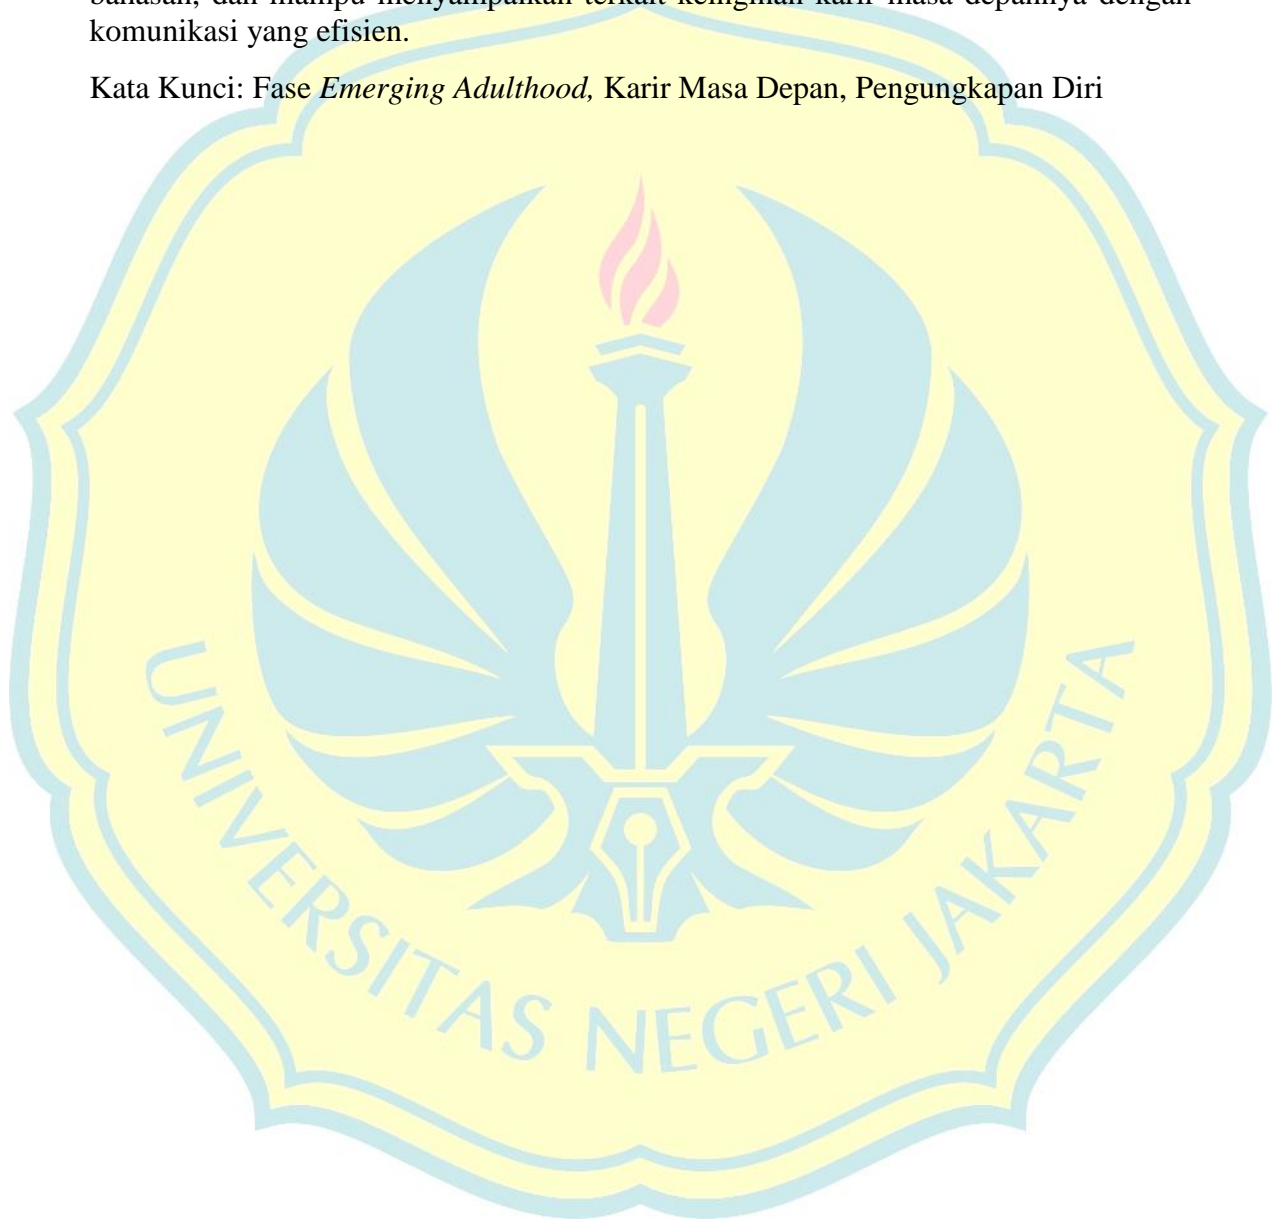 bahasan, dan mampu menyampaikan terkait keinginan karir masa depannya dengan
komunikasi yang efisien.
Kata Kunci: Fase Emerging Adulthood, Karir Masa Depan, Pengungkapan Diri
UNIVERSITAS NEGERI JAKARTA